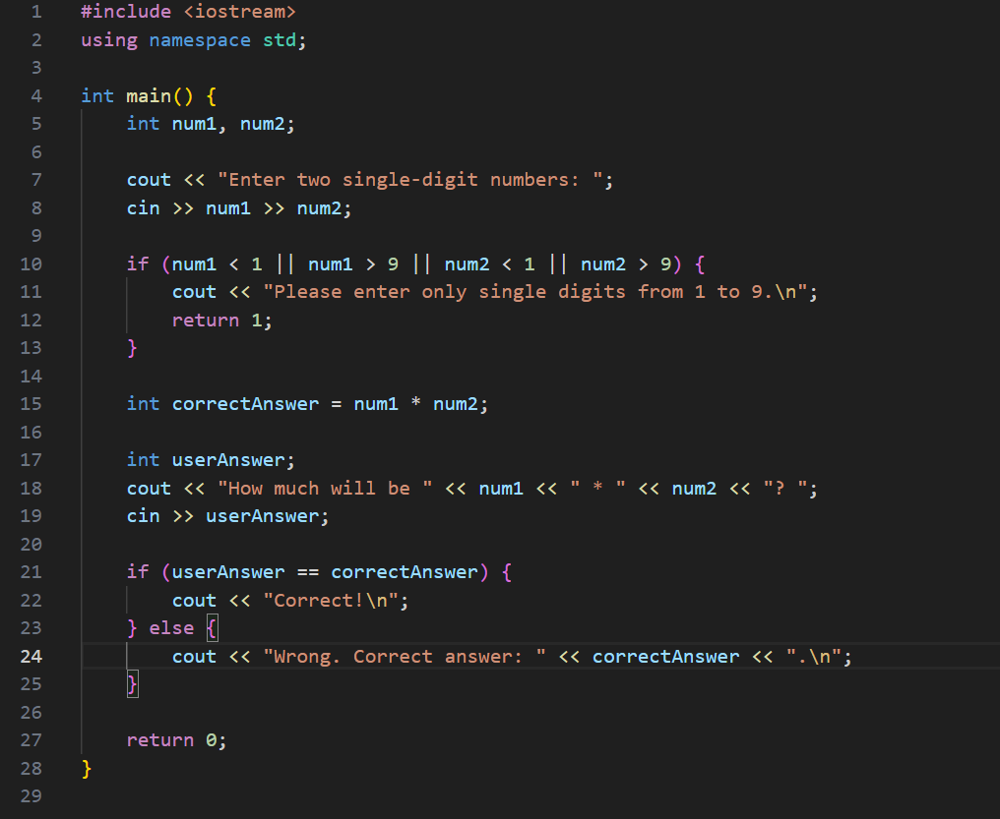 1 #include <iostream>
2 using namespace std;
3
4 int main() {
5     int num1, num2;
6
7     cout << "Enter two single-digit numbers: ";
8     cin >> num1 >> num2;
9
10     if (num1 < 1 || num1 > 9 || num2 < 1 || num2 > 9) {
11         cout << "Please enter only single digits from 1 to 9.\n";
12         return 1;
13     }
14
15     int correctAnswer = num1 * num2;
16
17     int userAnswer;
18     cout << "How much will be " << num1 << " * " << num2 << "? ";
19     cin >> userAnswer;
20
21     if (userAnswer == correctAnswer) {
22         cout << "Correct!\n";
23     } else {
24         cout << "Wrong. Correct answer: " << correctAnswer << ".\n";
25     }
26
27     return 0;
28 }
29